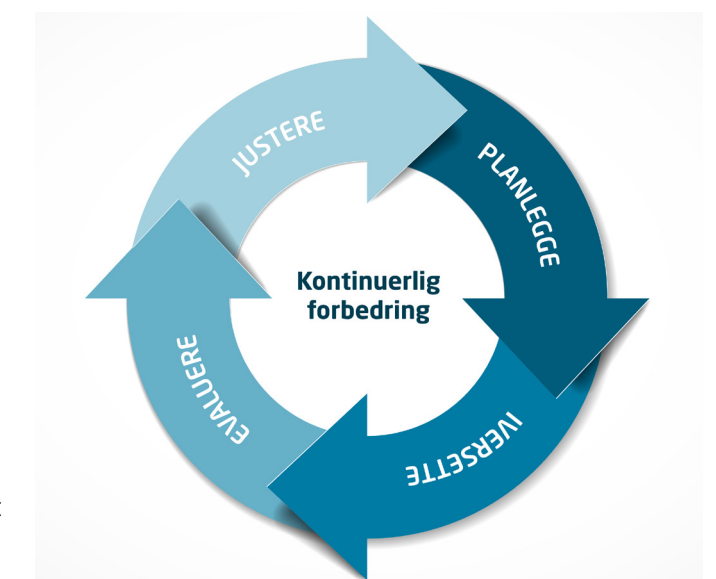 JUSTERE
PLANLEGGE
Kontinuerlig
forbedring
EVALUERE
IVERSETTE